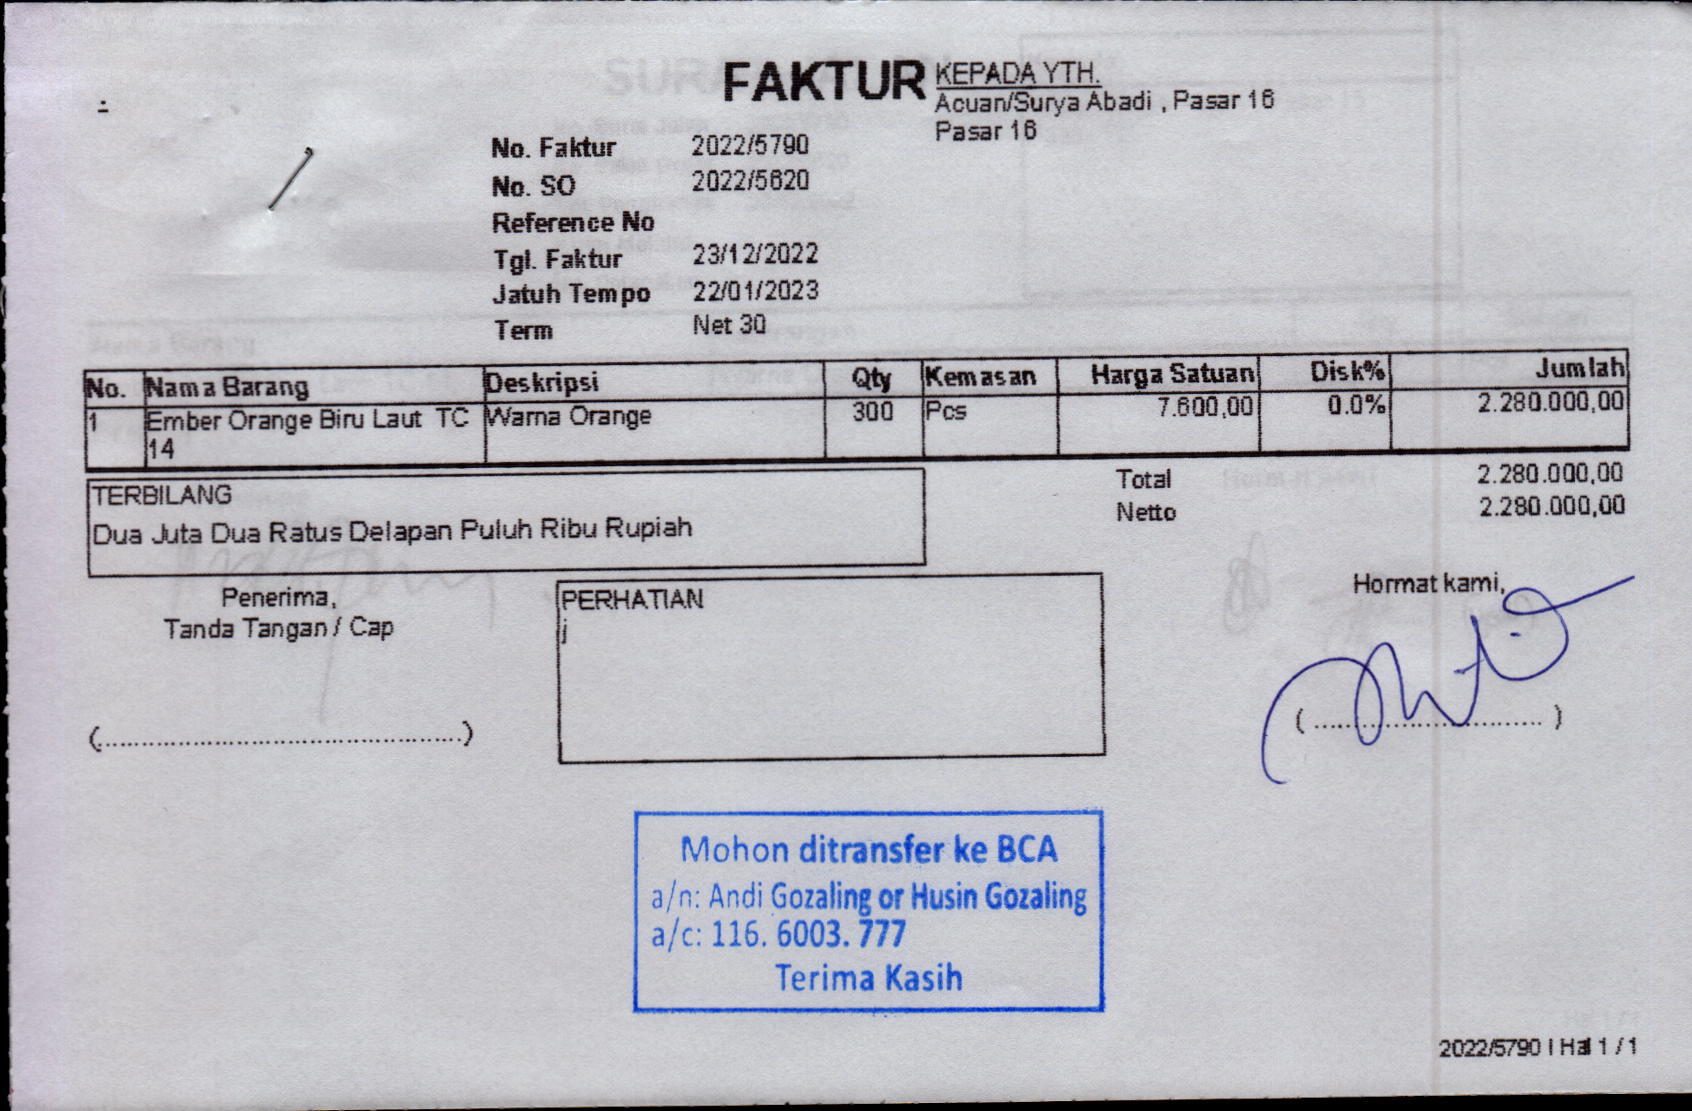 FAKTUR
KEPADA YTH.
Acuan/Surya Abadi , Pasar 16
Pasar 16
No. Faktur 2022/5790
No. SO 2022/5620
Reference No
Tgl. Faktur 23/12/2022
Jatuh Tempo 22/01/2023
Term Net 30
No. Nama Barang Deskripsi Qty Kemasan Harga Satuan Disk% Jumlah
1 Ember Orange Biru Laut TC Warna Orange 300 Pcs 7.600,00 0.0% 2.280.000,00
14
Total 2.280.000,00
Netto 2.280.000,00
TERBILANG
Dua Juta Dua Ratus Delapan Puluh Ribu Rupiah
Penerima,
Tanda Tangan / Cap
(................................................)
PERHATIAN
j
Hormat kami,
(..............................)
Mohon ditransfer ke BCA
a/n: Andi Gozaling or Husin Gozaling
a/c: 116. 6003. 777
Terima Kasih
2022/5790 | Hal 1 / 1